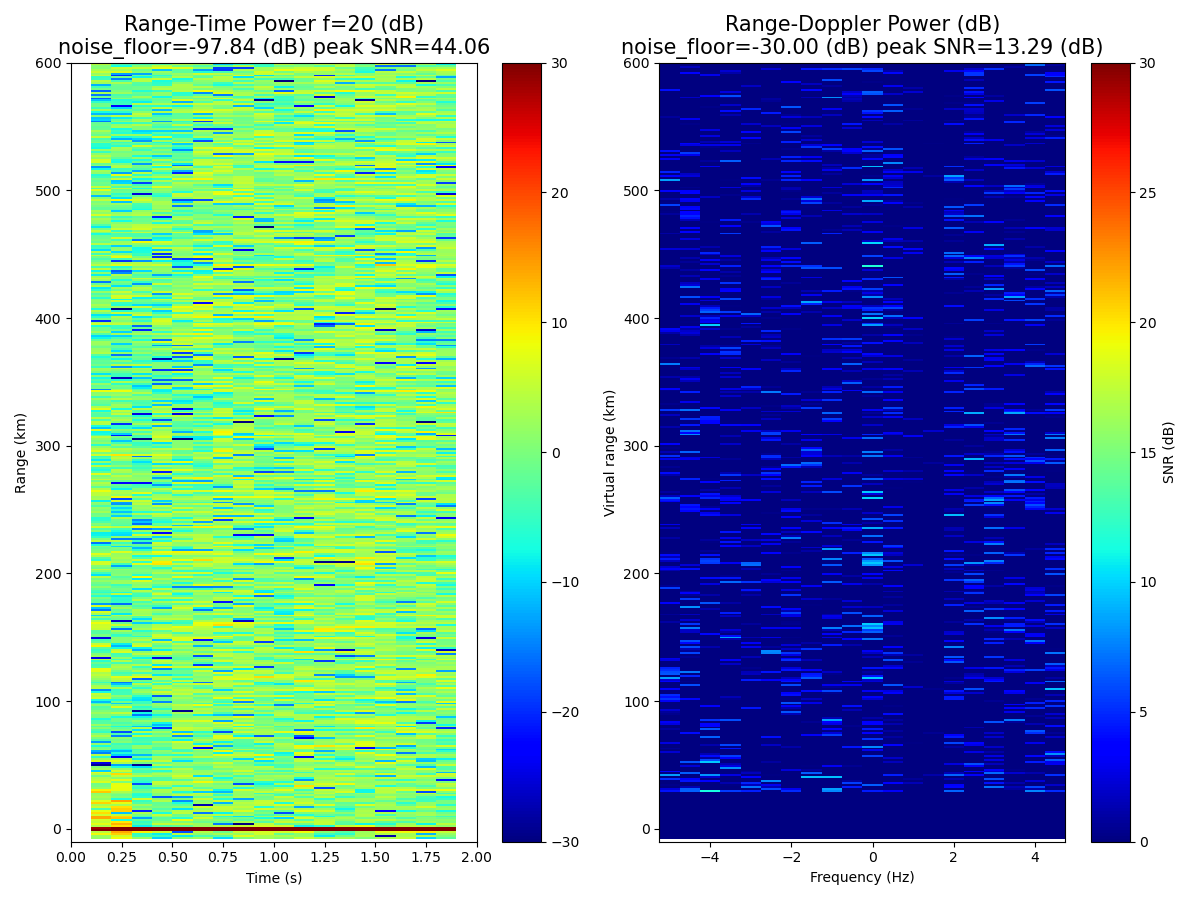 Range-Time Power f=20 (dB)
noise_floor=-97.84 (dB) peak SNR=44.06
Range (km)
600
500
400
300
200
100
0
0.00 0.25 0.50 0.75 1.00 1.25 1.50 1.75 2.00
Time (s)
30
20
10
0
−10
−20
−30
Range-Doppler Power (dB)
noise_floor=-30.00 (dB) peak SNR=13.29 (dB)
Virtual range (km)
600
500
400
300
200
100
0
−4 −2 0 2 4
Frequency (Hz)
30
25
20
15
10
5
0
SNR (dB)